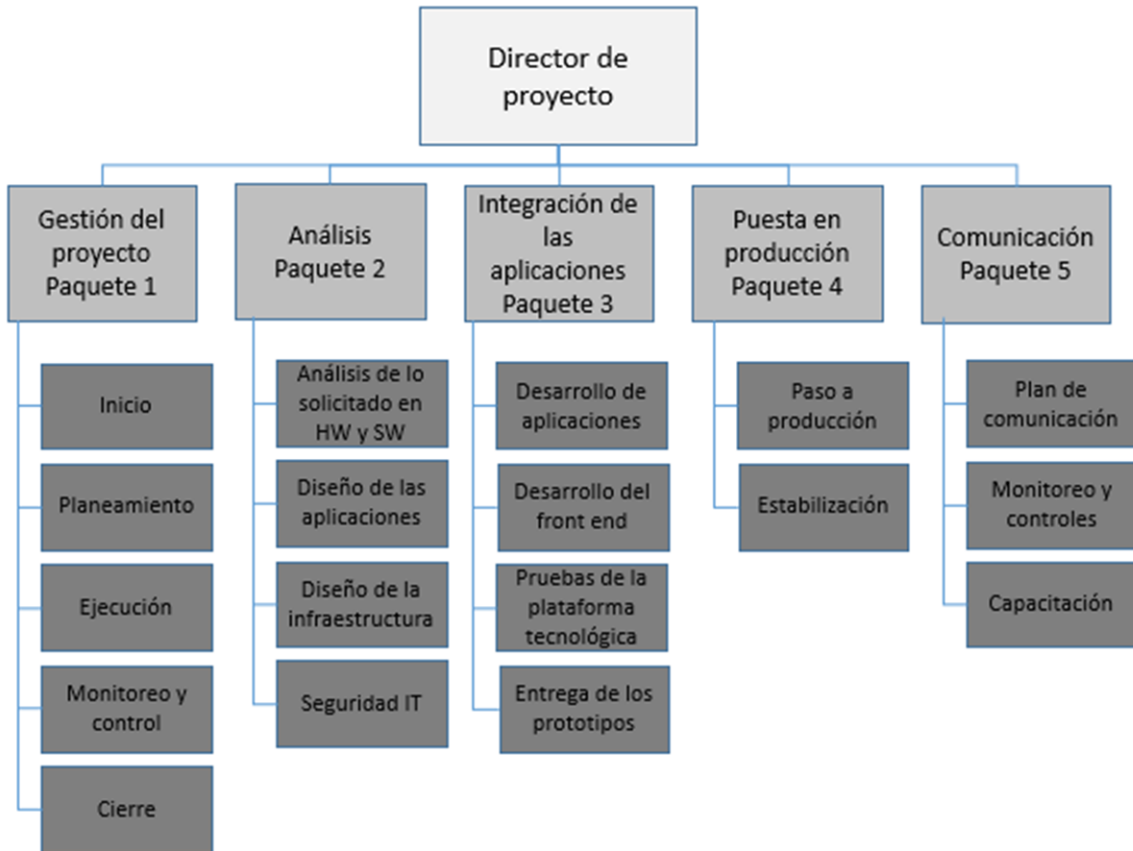 Director de
proyecto
Gestión del
proyecto
Paquete 1
Análisis
Paquete 2
Integración de
las
aplicaciones
Paquete 3
Puesta en
producción
Paquete 4
Comunicación
Paquete 5
Inicio
Planeamiento
Ejecución
Monitoreo y
control
Cierre
Análisis de lo
solicitado en
HW y SW
Diseño de las
aplicaciones
Diseño de la
infraestructura
Seguridad IT
Desarrollo de
aplicaciones
Desarrollo del
front end
Pruebas de la
plataforma
tecnológica
Entrega de los
prototipos
Paso a
producción
Estabilización
Plan de
comunicación
Monitoreo y
controles
Capacitación